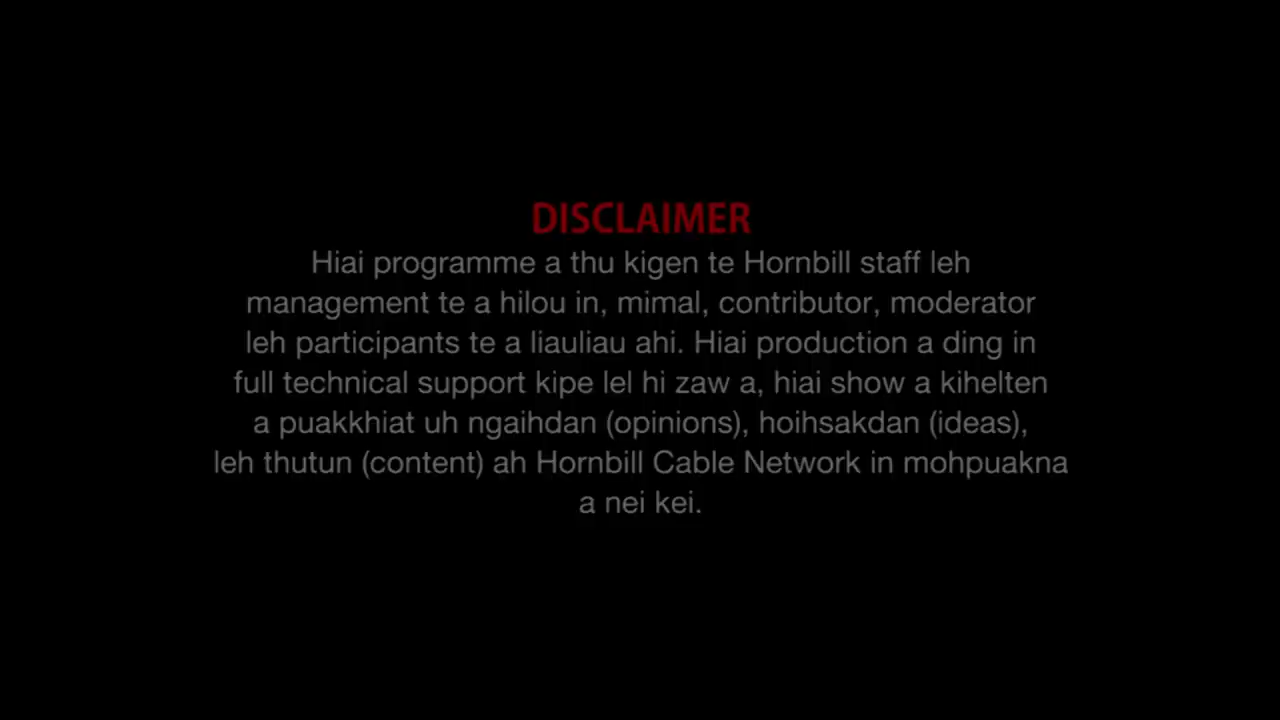 DISCLAIMER
Hiai programme a thu kigen te Hornbill staff leh
management te a hilou in, mimal, contributor, moderator
leh participants te a liauliau ahi. Hiai production a ding in
full technical support kipe lel hi zaw a, hiai show a kihelten
a puakkhiat uh ngaihdan (opinions), hoihsakdan (ideas),
leh thutun (content) ah Hornbill Cable Network in mohpuakna
a nei kei.